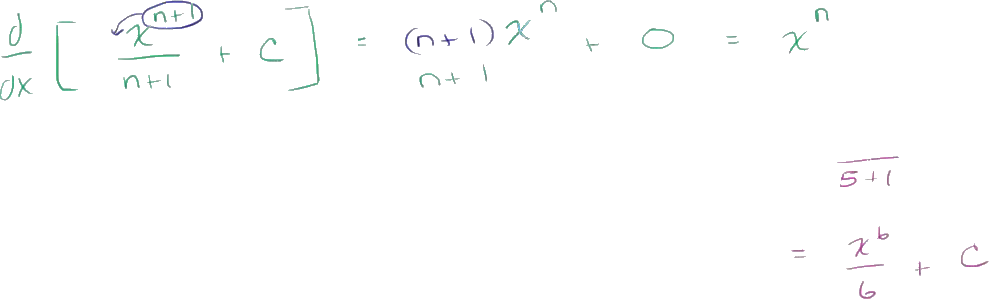 d/dx [ x^(n+1)/(n+1) + C ] = (n+1)x^n/(n+1) + 0 = x^n
5+1
= x^6/6 + C